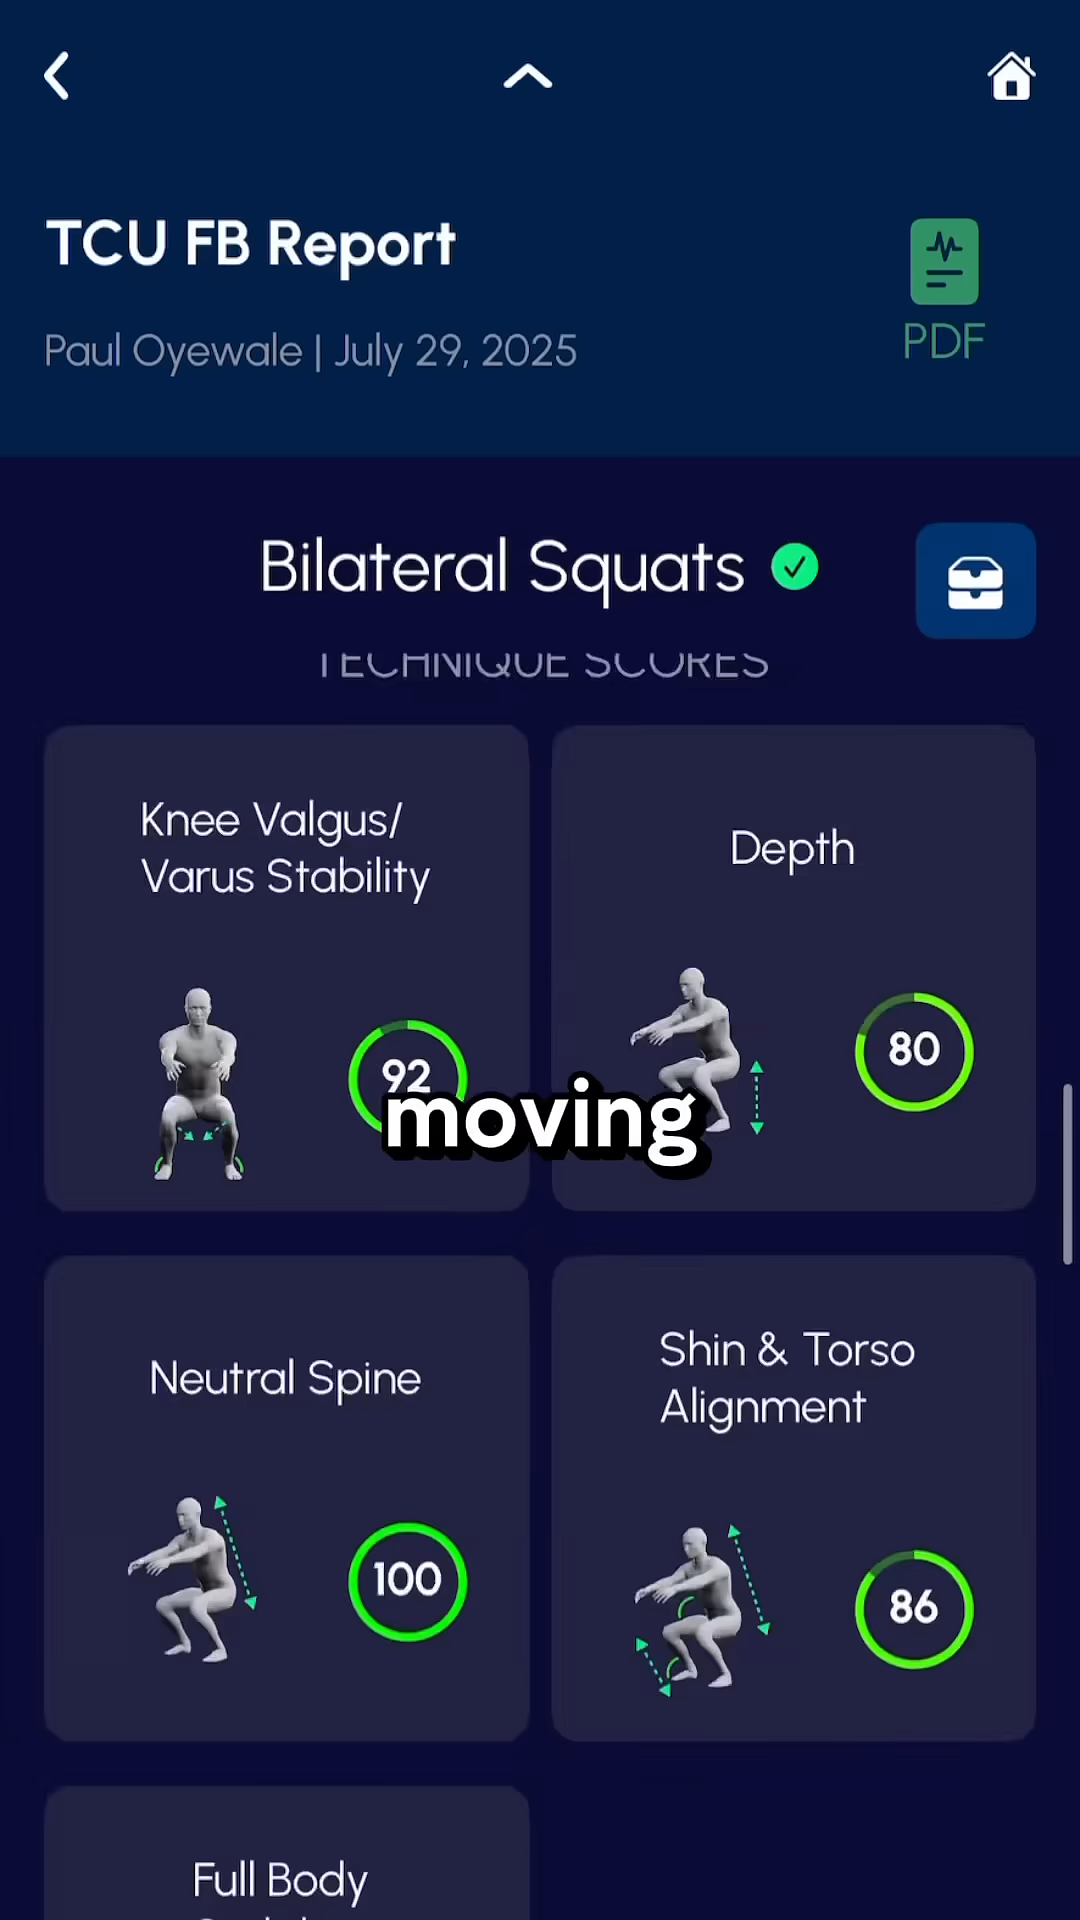 TCU FB Report
Paul Oyewale | July 29, 2025
PDF
Bilateral Squats
TECHNIQUE SCORES
Knee Valgus/
Varus Stability
92
Depth
80
moving
Neutral Spine
100
Shin & Torso
Alignment
86
Full Body